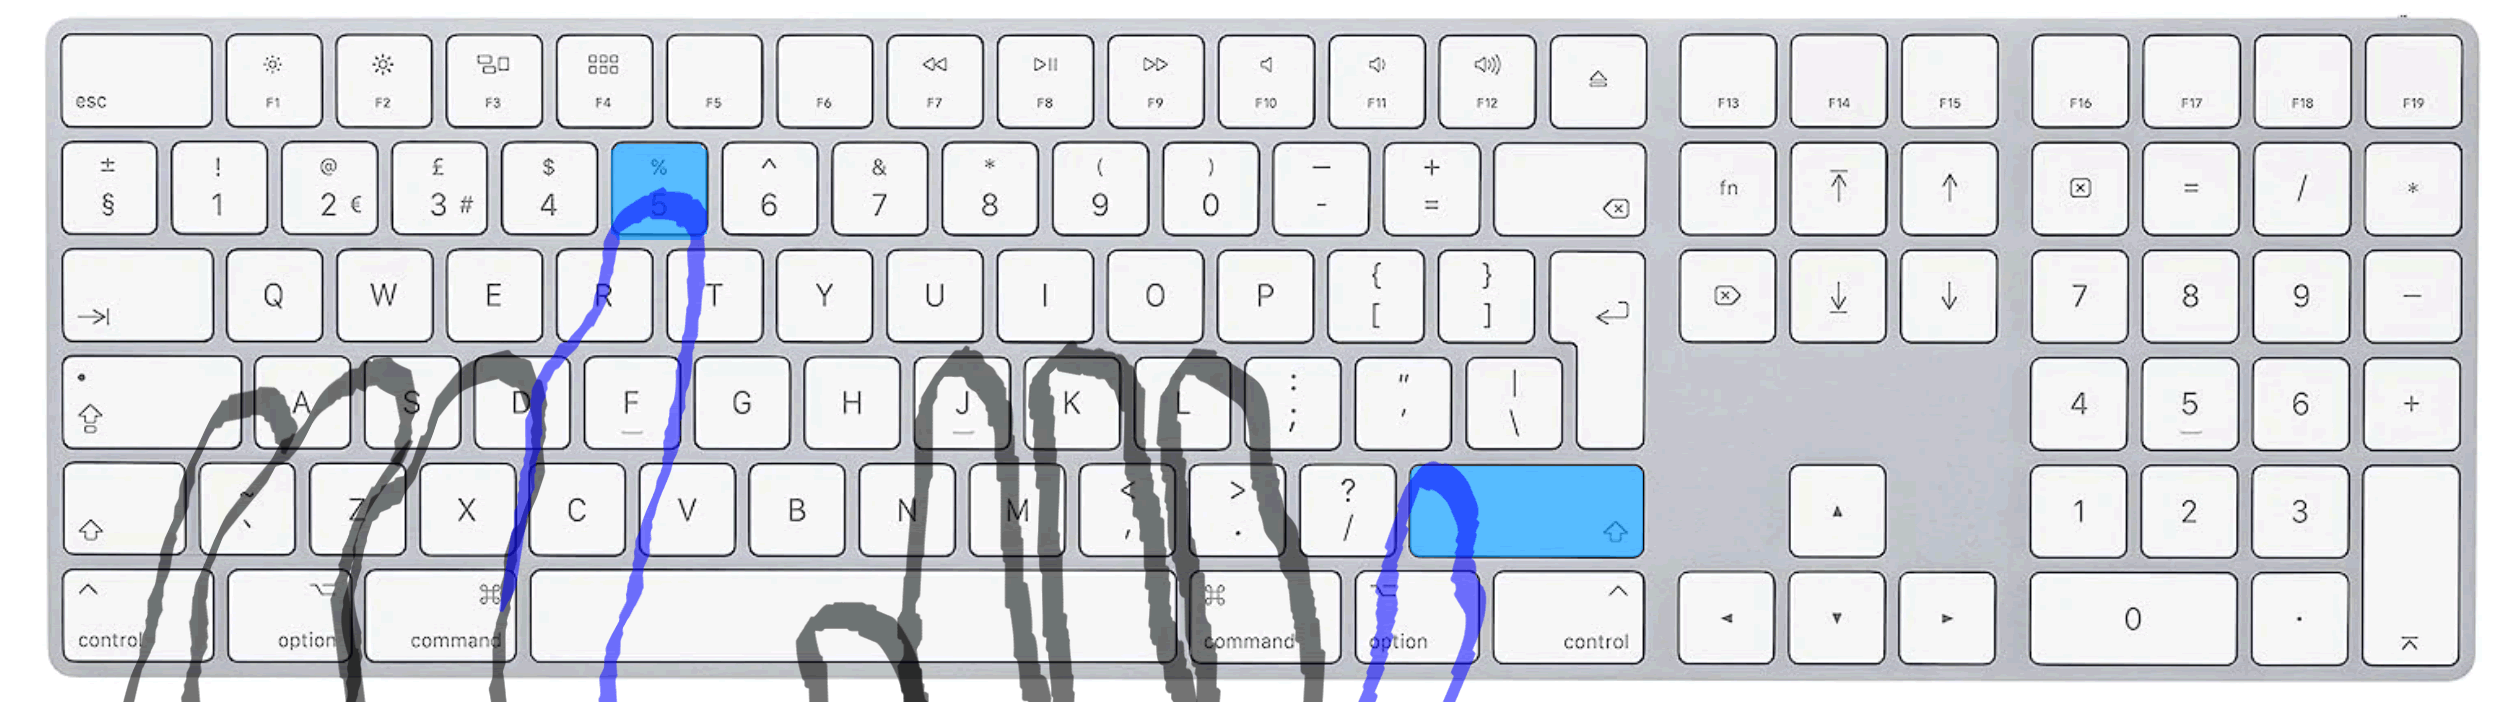 esc F1 F2 F3 F4 F5 F6 F7 F8 F9 F10 F11 F12 F13 F14 F15 F16 F17 F18 F19
± ! @ £ $ % ^ & * ( ) — +
§ 1 2 € 3 # 4 5 6 7 8 9 0 - = fn = / *
Q W E R T Y U I O P { [ } ] 7 8 9 —
A S D F G H J K L : ; " ' | \ 4 5 6 +
~ ` Z X C V B N M < , > . ? / 1 2 3
^ ⌥ ⌘ ⌘ ⌥ ^
control option command command option control 0 .